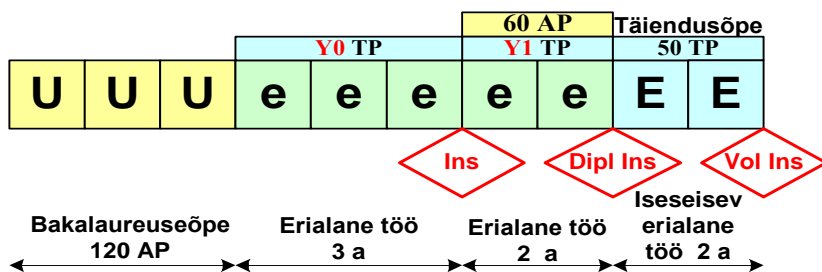 60 AP Täiendusõpe
Y0 TP Y1 TP 50 TP
U U U e e e e e E E
Ins Dipl Ins Vol Ins
Bakalaureuseõpe
120 AP
Erialane töö
3 a
Erialane töö
2 a
Iseseisev
erialane
töö 2 a